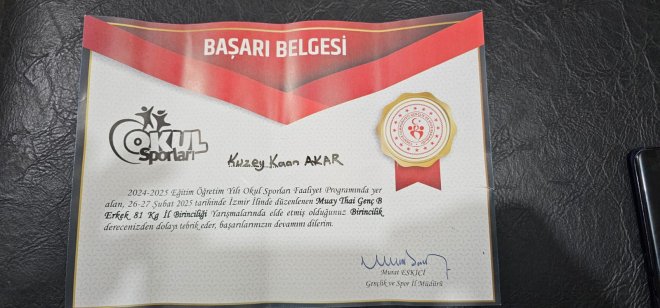 BAŞARI BELGESİ
OKUL
Sporları
Kuzey Kaan AKAR
2024-2025 Eğitim Öğretim Yılı Okul Sporları Faaliyet Programında yer
alan, 26-27 Şubat 2025 tarihinde İzmir İlinde düzenlenen Muay Thai Genç B
Erkek 81 Kg İl Birinciliği Yarışmalarında elde etmiş olduğunuz Birincilik
derecenizden dolayı tebrik eder, başarılarınızın devamını dilerim.
Murat ESKİCİ
Gençlik ve Spor İl Müdürü